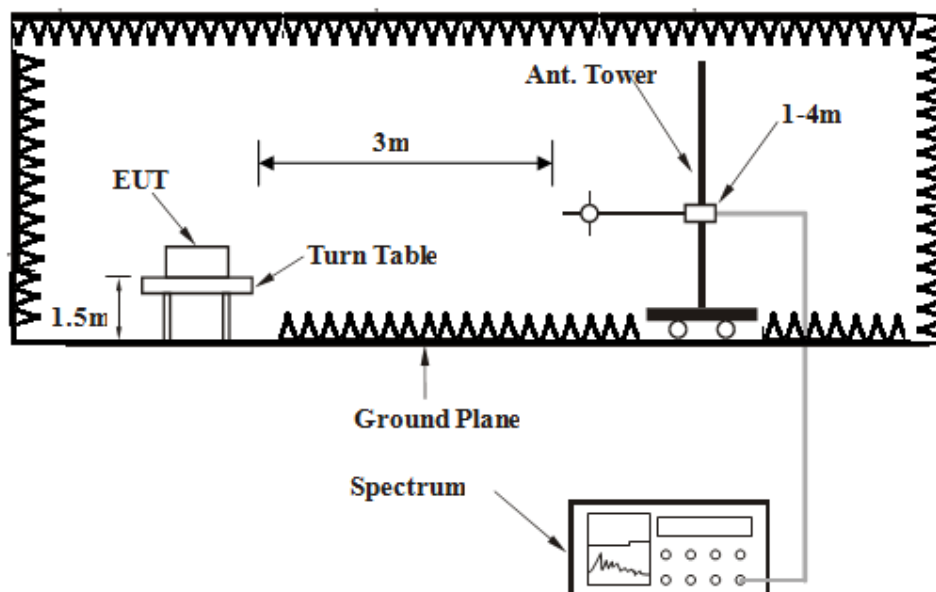 Ant. Tower
1-4m
3m
EUT
Turn Table
1.5m
Ground Plane
Spectrum